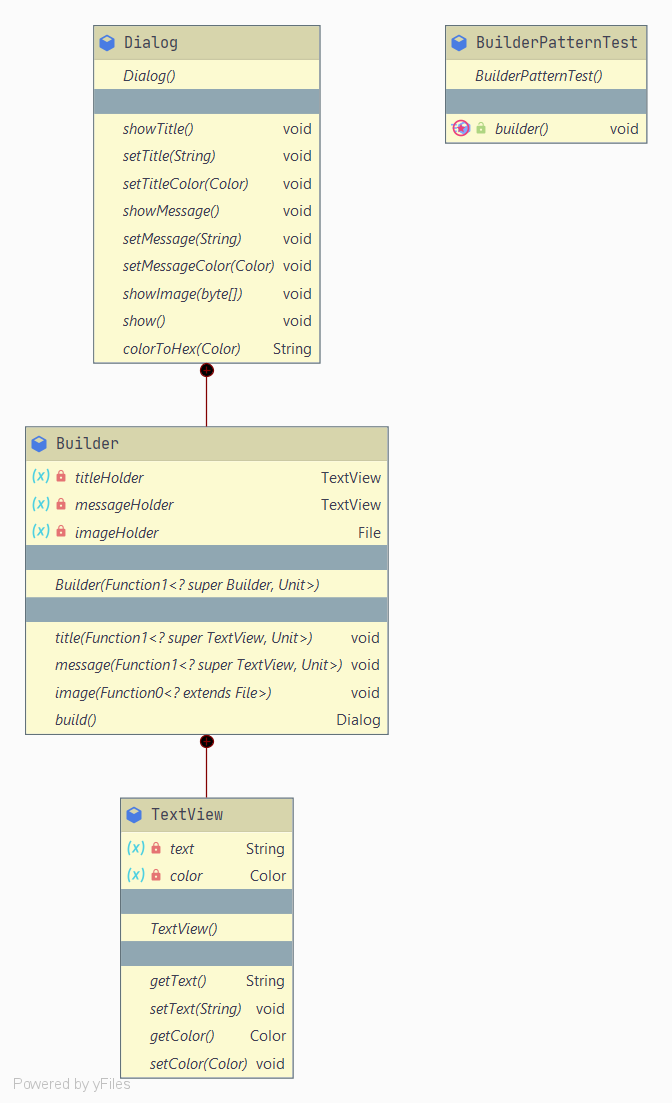 Dialog
Dialog()
showTitle() void
setTitle(String) void
setTitleColor(Color) void
showMessage() void
setMessage(String) void
setMessageColor(Color) void
showImage(byte[]) void
show() void
colorToHex(Color) String
BuilderPatternTest
BuilderPatternTest()
builder() void
Builder
(x) titleHolder TextView
(x) messageHolder TextView
(x) imageHolder File
Builder(Function1<? super Builder, Unit>)
title(Function1<? super TextView, Unit>) void
message(Function1<? super TextView, Unit>) void
image(Function0<? extends File>) void
build() Dialog
TextView
(x) text String
(x) color Color
TextView()
getText() String
setText(String) void
getColor() Color
setColor(Color) void
Powered by yFiles